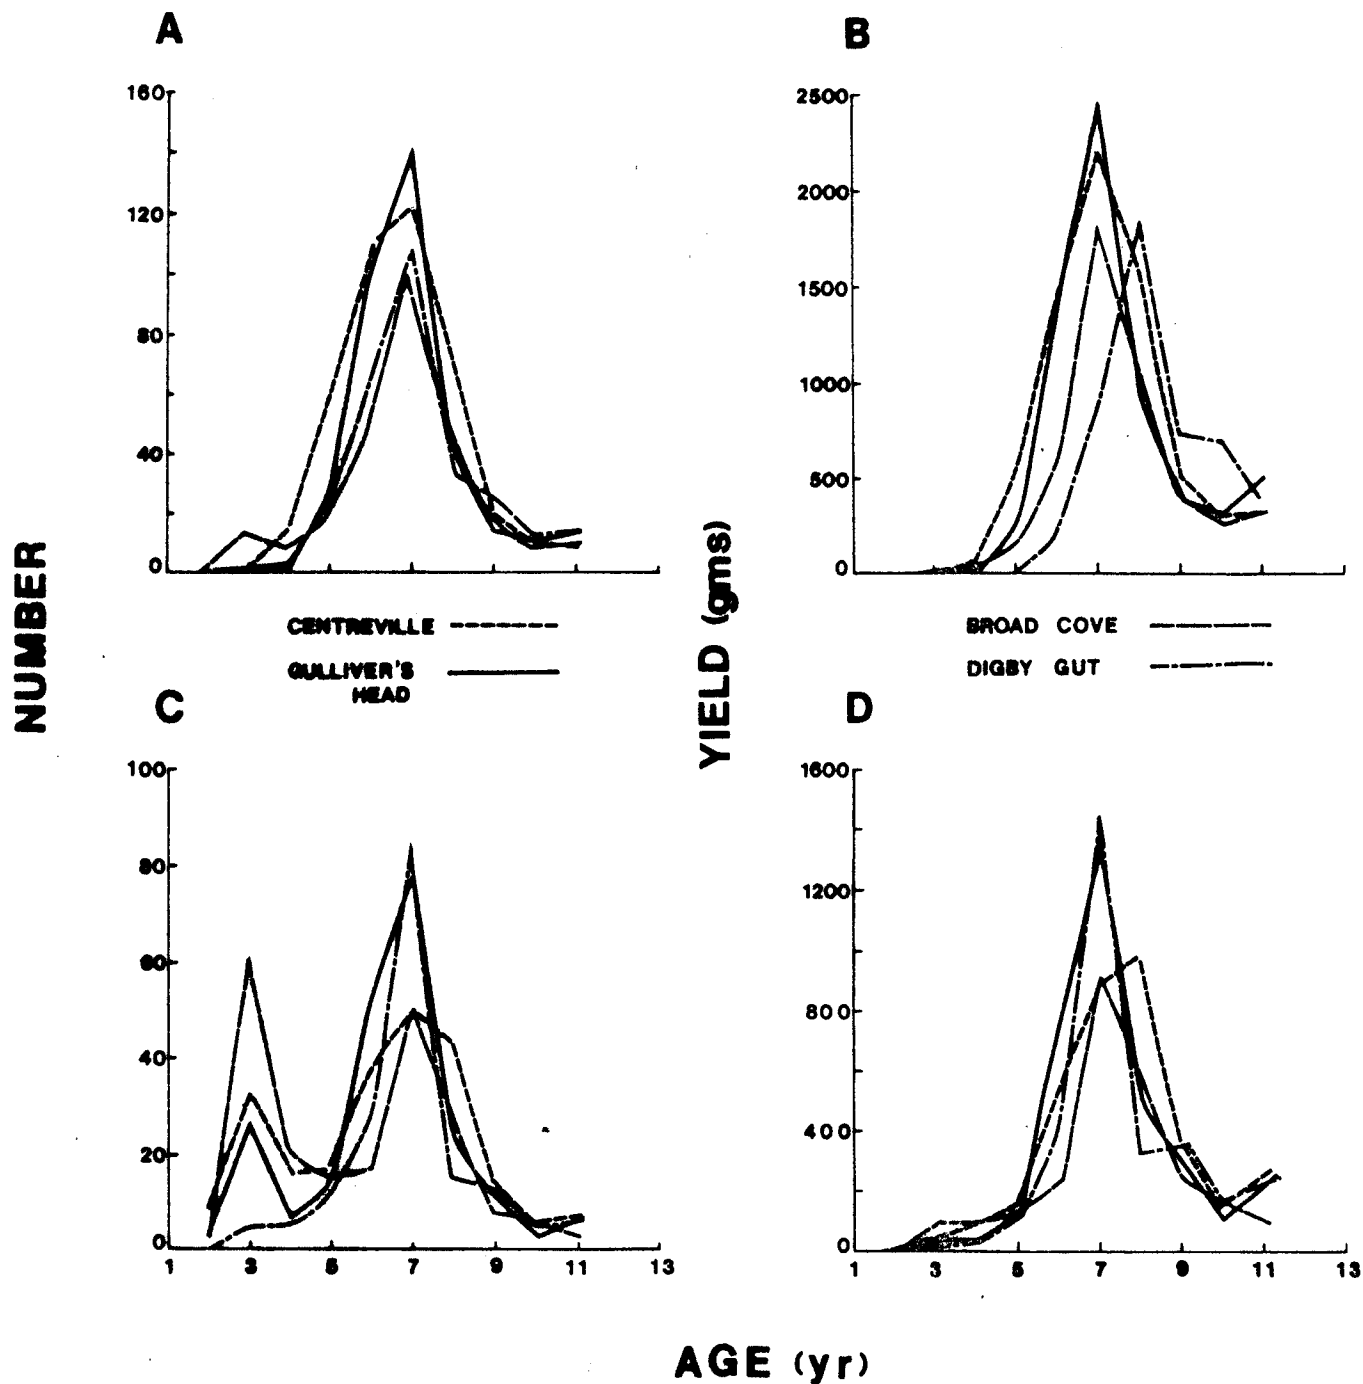 A
B
160
120
80
40
0
2500
2000
1500
1000
500
0
NUMBER
YIELD (gms)
CENTREVILLE
GULLIVER'S
HEAD
BROAD COVE
DIGBY GUT
C
D
100
80
60
40
20
0
1 3 5 7 9 11 13
1600
1200
800
400
0
1 3 5 7 9 11 13
AGE (yr)